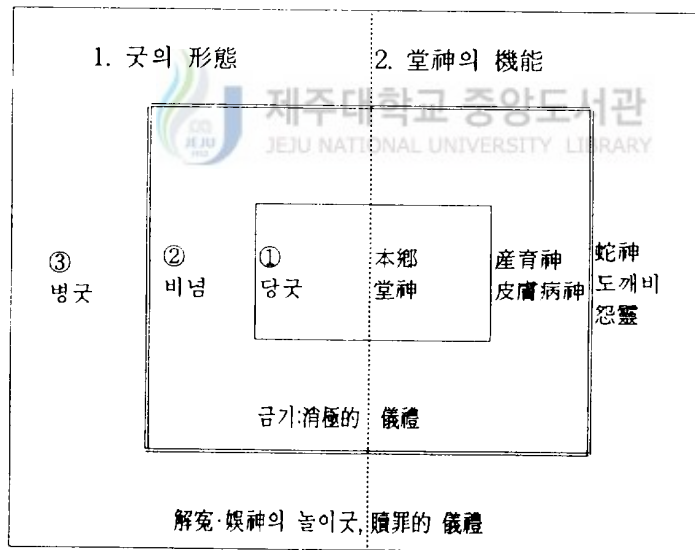 1. 굿의 形態
2. 堂神의 機能
제주대학교 중앙도서관
JEJU NATIONAL UNIVERSITY LIBRARY
JEJU
1952
③
병굿
②
비념
①
당굿
本鄕
堂神
産育神
皮膚病神
蛇神
도깨비
怨靈
금기:消極的 儀禮
解寃·娛神의 놀이굿, 贖罪的 儀禮